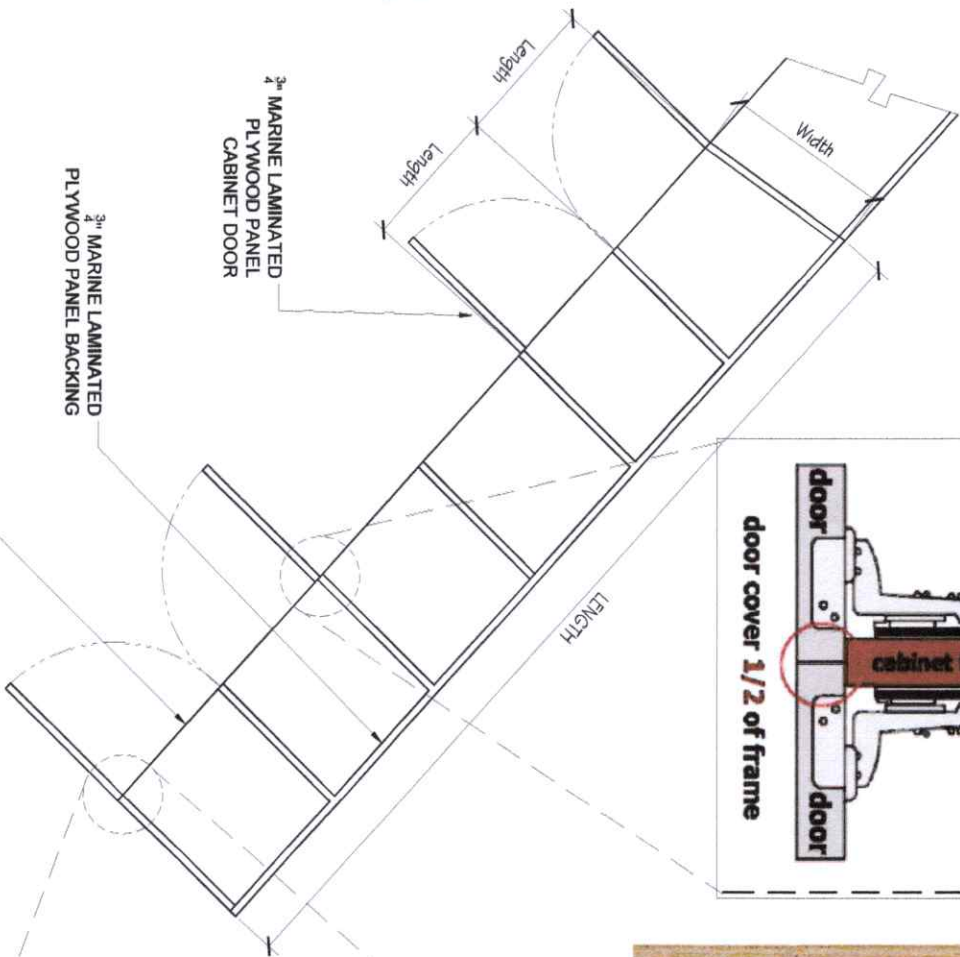 Length
Length
Width
¾" MARINE LAMINATED
PLYWOOD PANEL
CABINET DOOR
¾" MARINE LAMINATED
PLYWOOD PANEL BACKING
LENGTH
door
cabinet
door
door cover 1/2 of frame